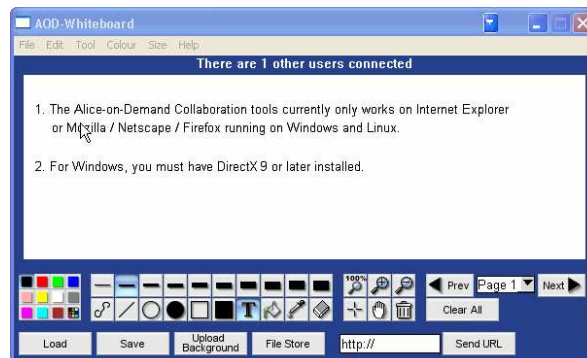 AOD-Whiteboard
File Edit Tool Colour Size Help
There are 1 other users connected
1. The Alice-on-Demand Collaboration tools currently only works on Internet Explorer
or Mozilla / Netscape / Firefox running on Windows and Linux.
2. For Windows, you must have DirectX 9 or later installed.
100%
T
Prev Page 1 Next
Clear All
Load Save Upload Background File Store http:// Send URL